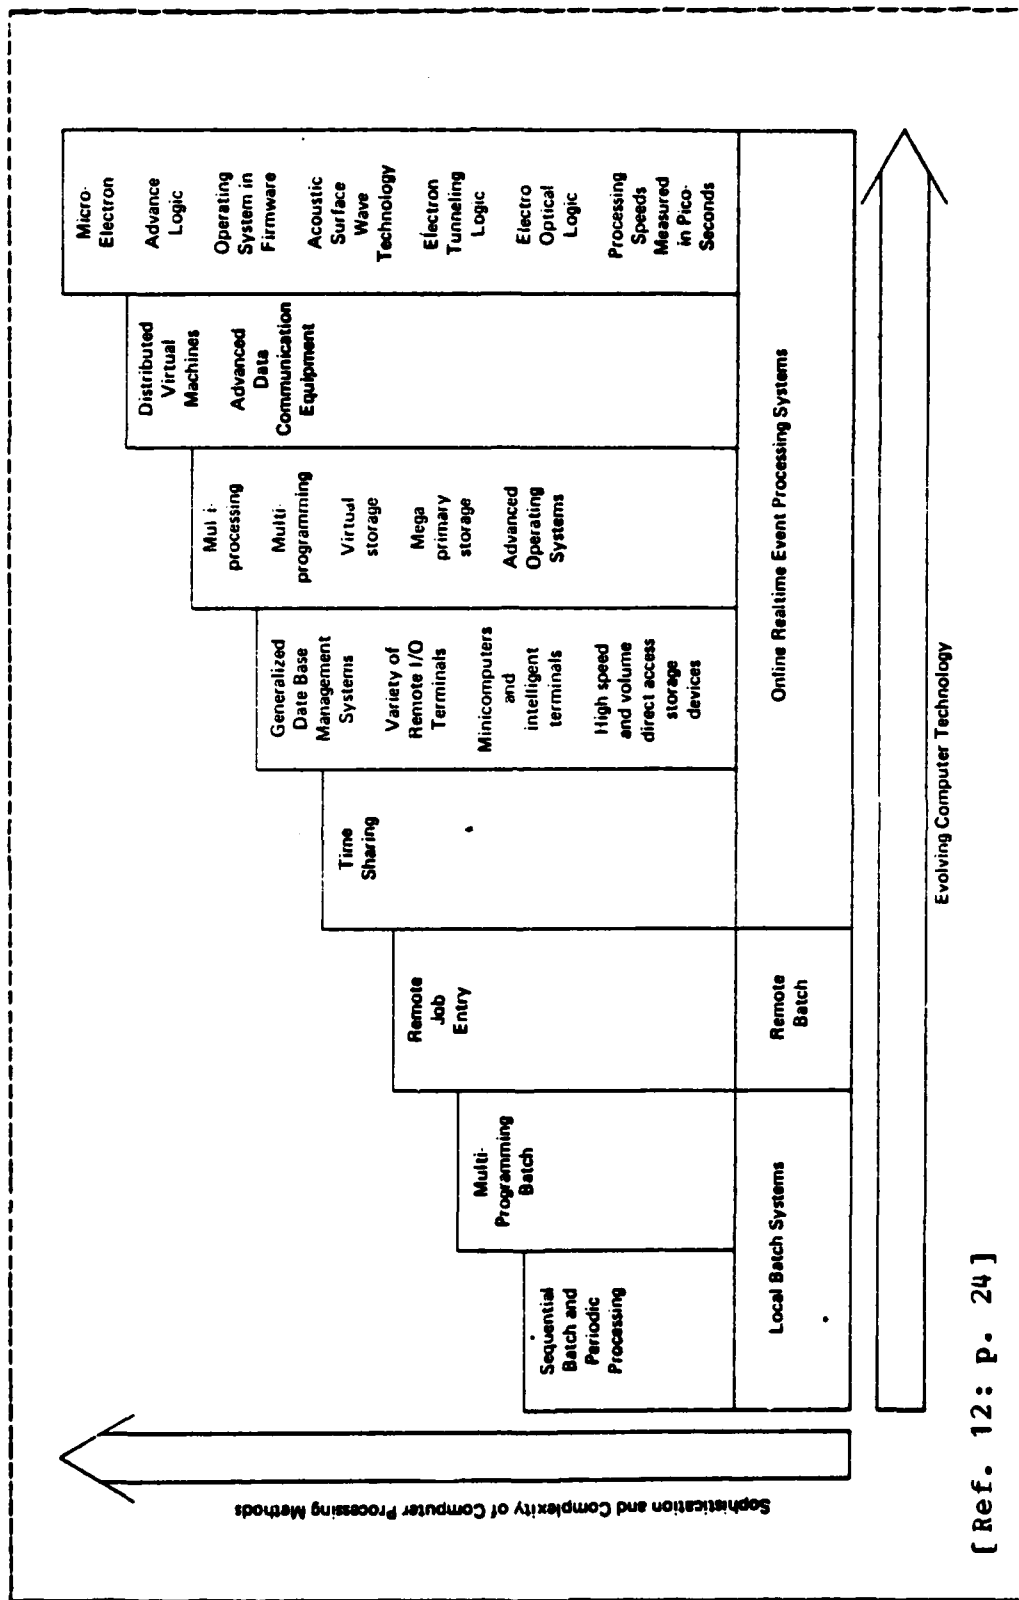 Sophistication and Complexity of Computer Processing Methods
Sequential
Batch and
Periodic
Processing
Multi-
Programming
Batch
Remote
Job
Entry
Time
Sharing
Generalized
Date Base
Management
Systems
Variety of
Remote I/O
Terminals
Minicomputers
and
intelligent
terminals
High speed
and volume
direct access
storage
devices
Mul i-
processing
Multi-
programming
Virtual
storage
Mega
primary
storage
Advanced
Operating
Systems
Distributed
Virtual
Machines
Advanced
Data
Communication
Equipment
Micro-
Electron
Advance
Logic
Operating
System in
Firmware
Acoustic
Surface
Wave
Technology
Electron
Tunneling
Logic
Electro
Optical
Logic
Processing
Speeds
Measured
in Pico-
Seconds
Local Batch Systems
Remote
Batch
Online Realtime Event Processing Systems
Evolving Computer Technology
[Ref. 12: p. 24]